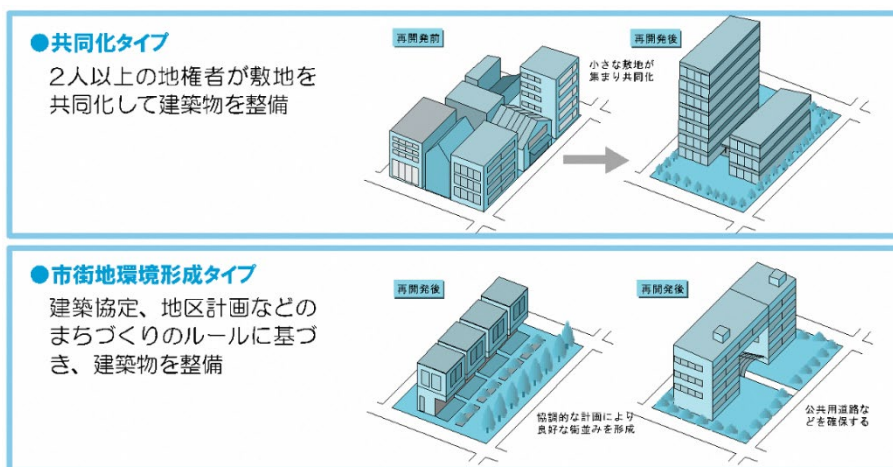 ●共同化タイプ
2人以上の地権者が敷地を
共同化して建築物を整備
再開発前
再開発後
小さな敷地が
集まり共同化
●市街地環境形成タイプ
建築協定、地区計画などの
まちづくりのルールに基づ
き、建築物を整備
再開発後
協調的な計画により
良好な街並みを形成
再開発後
公共用道路な
どを確保する